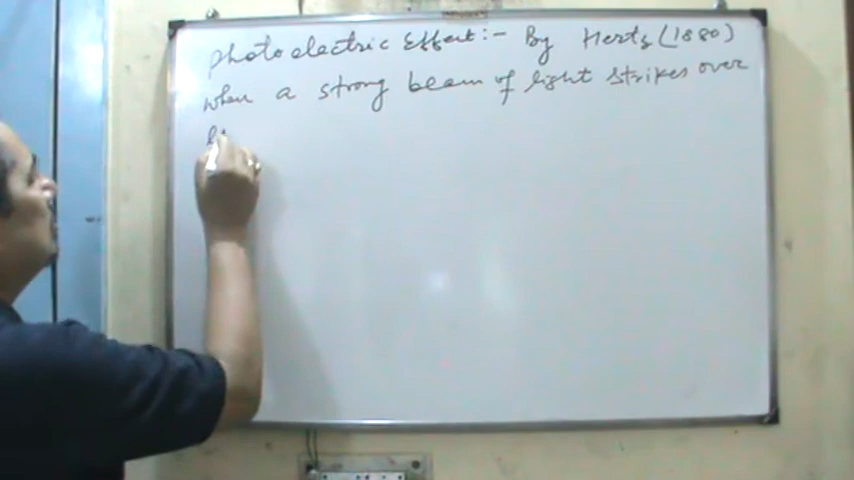 Photoelectric Effect:- By Hertz (1880)
When a strong beam of light strikes over